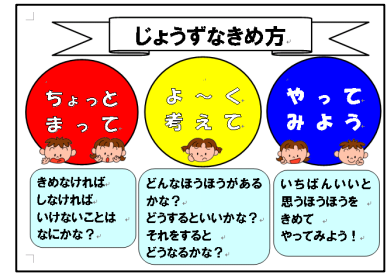 じょうずなきめ方
ちょっと
まって
よ～く
考えて
やって
みよう
きめなければ
しなければ
いけないことは
なにかな？
どんなほうほうがある
かな？
どうするといいかな？
それをすると
どうなるかな？
いちばんいいと
思うほうほうを
きめて
やってみよう！